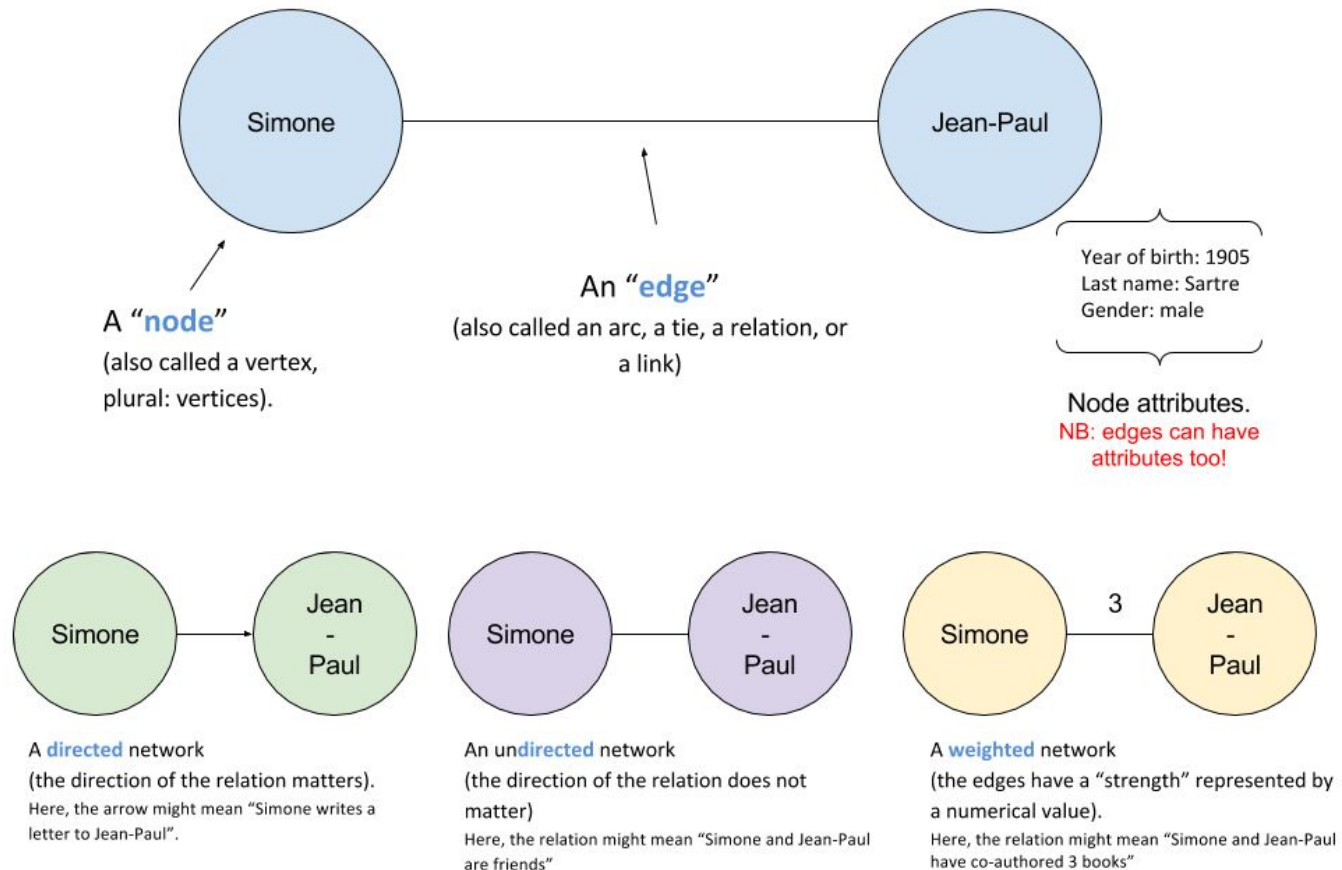 Simone
Jean-Paul
A “node”
(also called a vertex,
plural: vertices).
An “edge”
(also called an arc, a tie, a relation, or
a link)
Year of birth: 1905
Last name: Sartre
Gender: male
Node attributes.
NB: edges can have
attributes too!
Simone
Jean
-
Paul
A directed network
(the direction of the relation matters).
Here, the arrow might mean “Simone writes a
letter to Jean-Paul”.
Simone
Jean
-
Paul
An undirected network
(the direction of the relation does not
matter)
Here, the relation might mean “Simone and Jean-Paul
are friends”
Simone
3
Jean
-
Paul
A weighted network
(the edges have a “strength” represented by
a numerical value).
Here, the relation might mean “Simone and Jean-Paul
have co-authored 3 books”